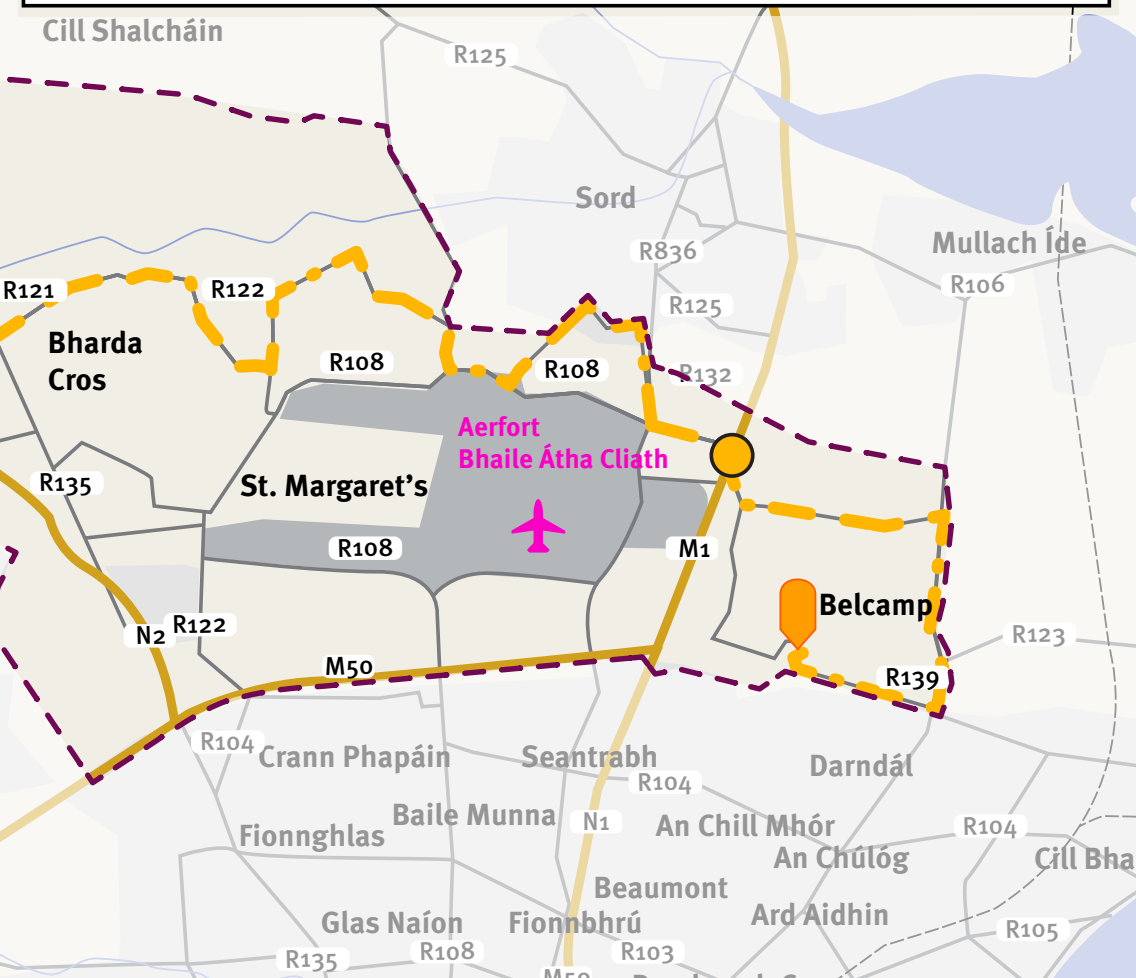 Cill Shalcháin
R125
Sord
R836
Mullach Íde
R106
R121
R122
R125
Bharda
Cros
R108
R108
R132
Aerfort
Bhaile Átha Cliath
R135
St. Margaret's
R108
M1
Belcamp
N2
R122
R123
M50
R139
R104
Crann Phapáin
Seantrabh
Darndál
R104
Baile Munna
N1
An Chill Mhór
R104
Fionnghlas
An Chúlóg
Cill Bha
Beaumont
Glas Naíon
Fionnbhrú
Ard Aidhin
R105
R135
R108
R103
M50